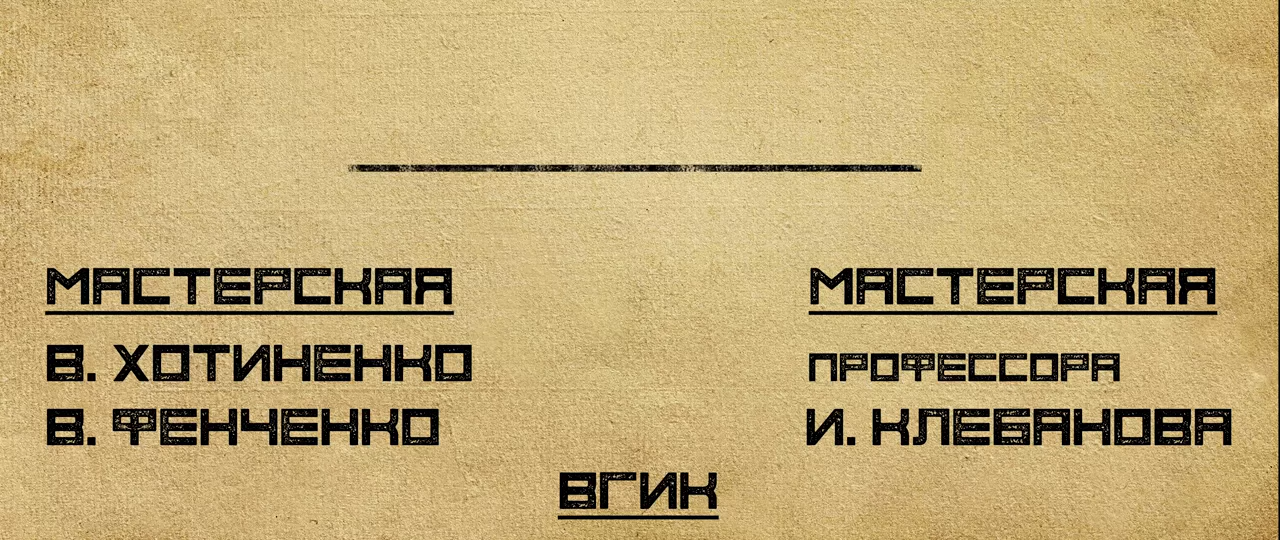 МАСТЕРСКАЯ
В. ХОТИНЕНКО
В. ФЕНЧЕНКО
МАСТЕРСКАЯ
ПРОФЕССОРА
И. КЛЕБАНОВА
ВГИК